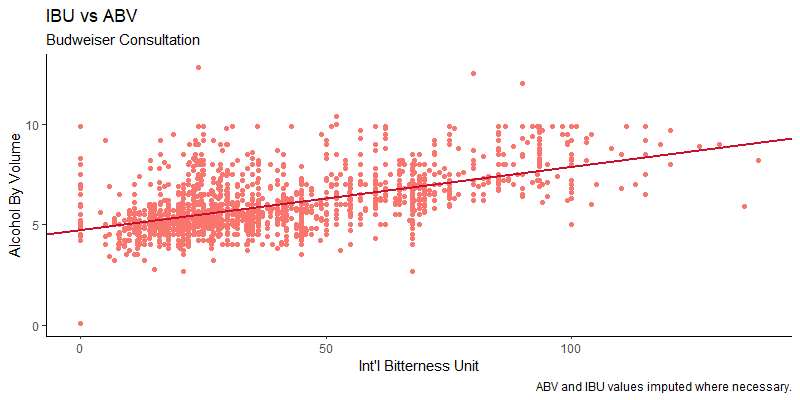 IBU vs ABV
Budweiser Consultation
Alcohol By Volume
10
5
0
0
50
100
Int'l Bitterness Unit
ABV and IBU values imputed where necessary.